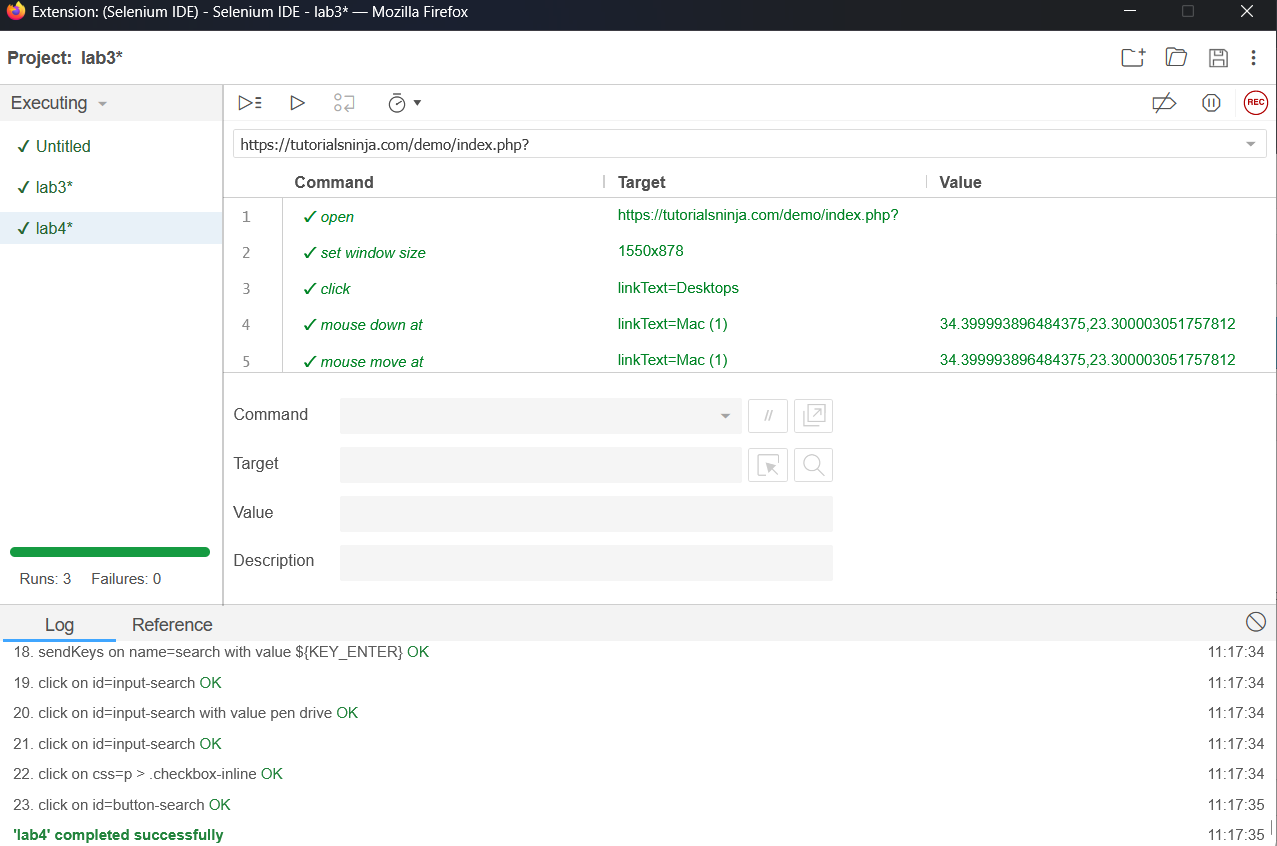 Extension: (Selenium IDE) - Selenium IDE - lab3* — Mozilla Firefox
Project: lab3*
Executing
✓ Untitled
✓ lab3*
✓ lab4*
Runs: 3 Failures: 0
REC
https://tutorialsninja.com/demo/index.php?
Command Target Value
1 ✓ open https://tutorialsninja.com/demo/index.php?
2 ✓ set window size 1550x878
3 ✓ click linkText=Desktops
4 ✓ mouse down at linkText=Mac (1) 34.399993896484375,23.300003051757812
5 ✓ mouse move at linkText=Mac (1) 34.399993896484375,23.300003051757812
Command //
Target
Value
Description
Log Reference
18. sendKeys on name=search with value ${KEY_ENTER} OK 11:17:34
19. click on id=input-search OK 11:17:34
20. click on id=input-search with value pen drive OK 11:17:34
21. click on id=input-search OK 11:17:34
22. click on css=p > .checkbox-inline OK 11:17:34
23. click on id=button-search OK 11:17:35
'lab4' completed successfully 11:17:35